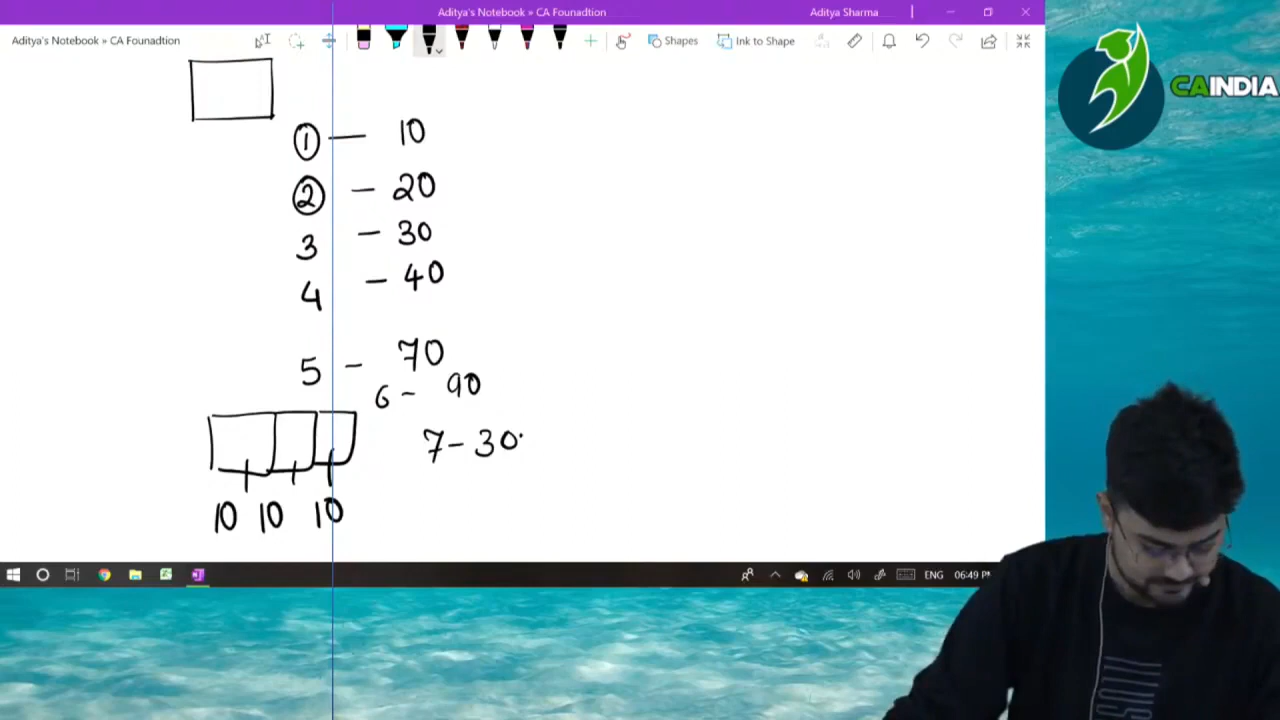 Aditya's Notebook » CA Founadtion
Aditya Sharma
Aditya's Notebook » CA Founadtion
Shapes
Ink to Shape
CAINDIA
① — 10
② - 20
3 - 30
4 - 40
5 - 70
6 - 90
7 - 30
10 10 10
ENG
06:49 PM